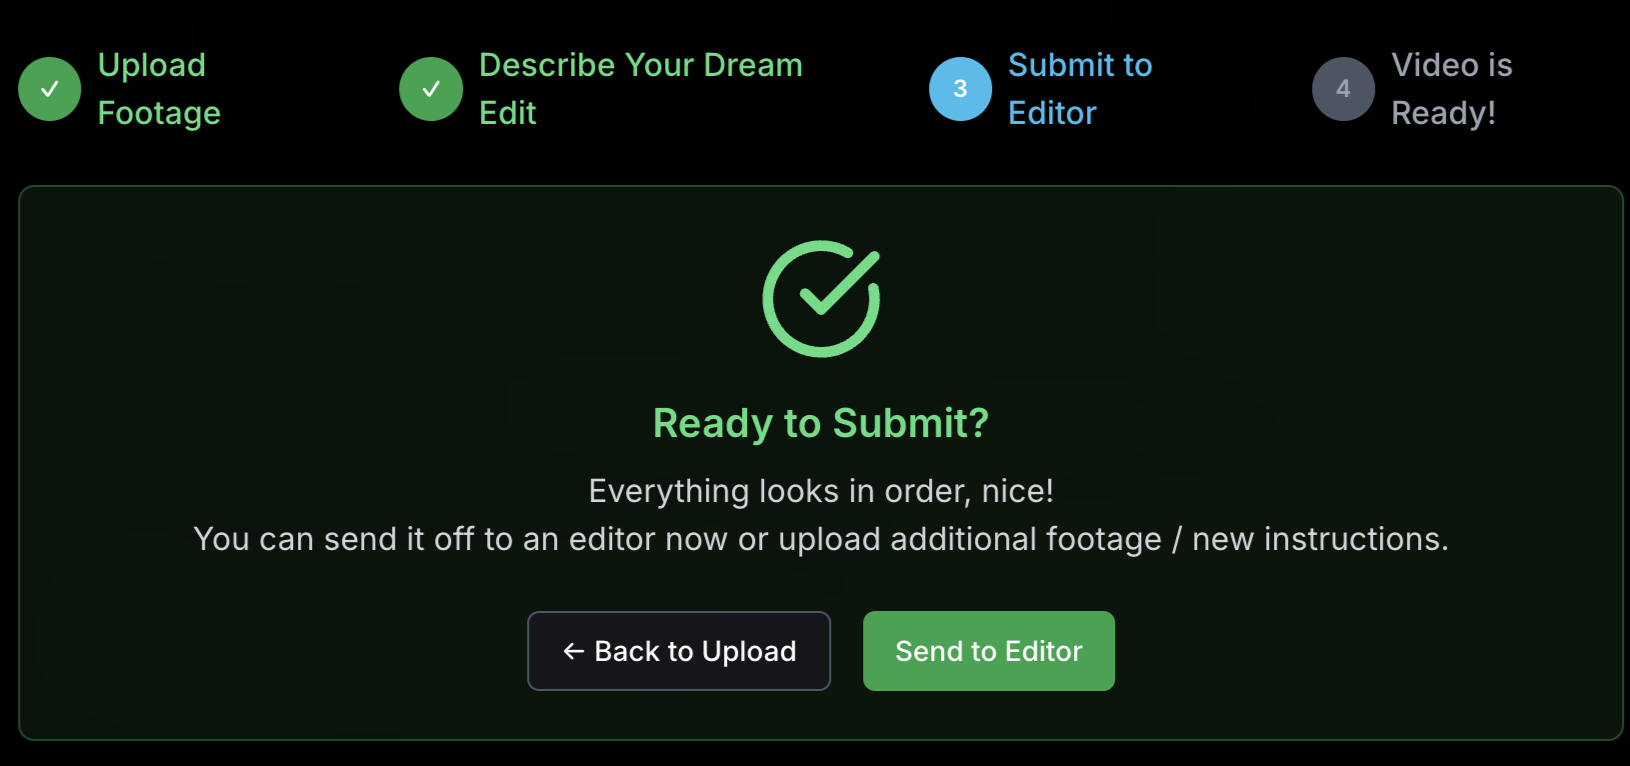 Upload
Footage
Describe Your Dream
Edit
3
Submit to
Editor
4
Video is
Ready!
Ready to Submit?
Everything looks in order, nice!
You can send it off to an editor now or upload additional footage / new instructions.
← Back to Upload
Send to Editor